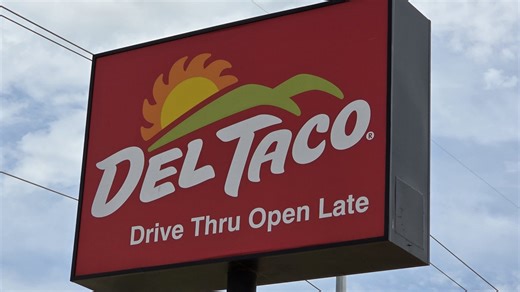 DEL TACO®
Drive Thru Open Late